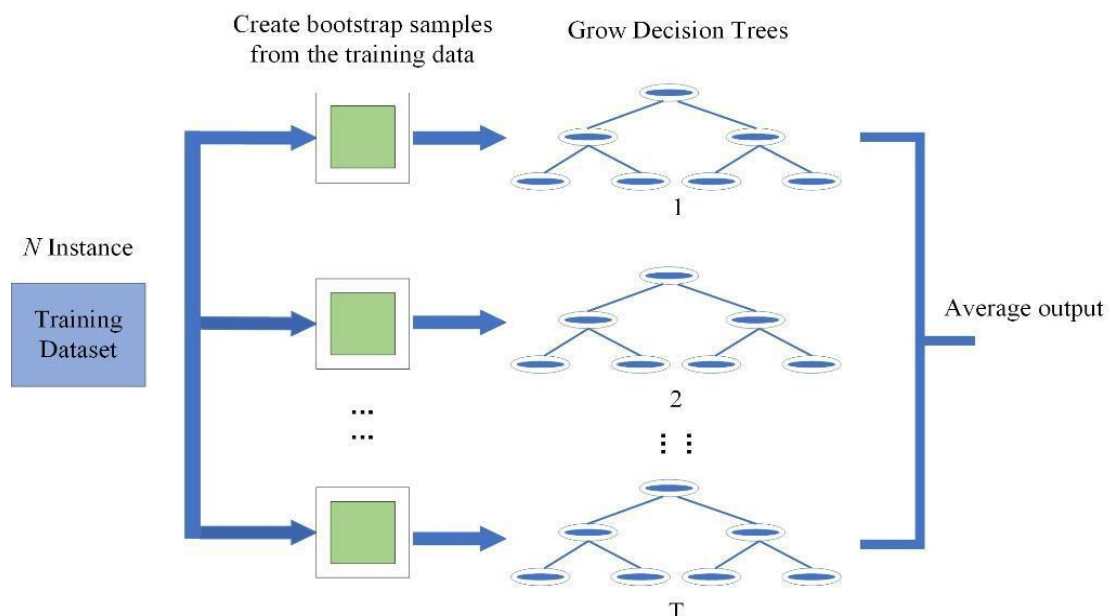 Create bootstrap samples
from the training data
Grow Decision Trees
1
N Instance
Training
Dataset
Average output
2
...
...
T